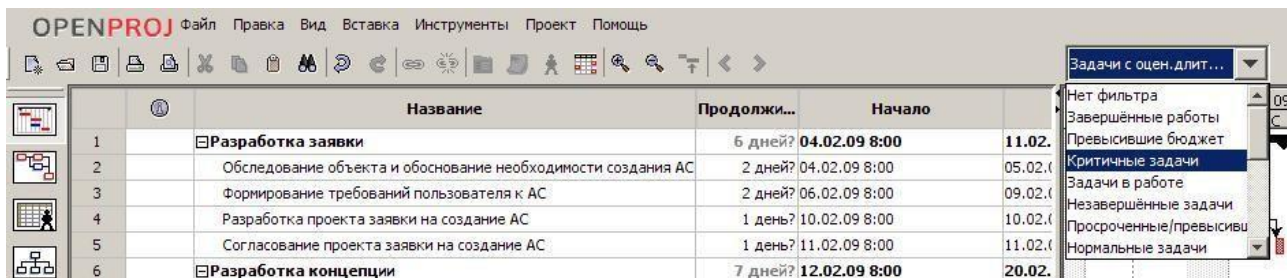 OPENPROJ Файл Правка Вид Вставка Инструменты Проект Помощь
Задачи с оцен.длит...
Название Продолжи... Начало
1 Разработка заявки 6 дней? 04.02.09 8:00 11.02.
2 Обследование объекта и обоснование необходимости создания АС 2 дней? 04.02.09 8:00 05.02.
3 Формирование требований пользователя к АС 2 дней? 06.02.09 8:00 09.02.
4 Разработка проекта заявки на создание АС 1 день? 10.02.09 8:00 10.02.
5 Согласование проекта заявки на создание АС 1 день? 11.02.09 8:00 11.02.
6 Разработка концепции 7 дней? 12.02.09 8:00 20.02.
Нет фильтра
Завершённые работы
Превысившие бюджет
Критичные задачи
Задачи в работе
Незавершённые задачи
Просроченные/превысивш
Нормальные задачи